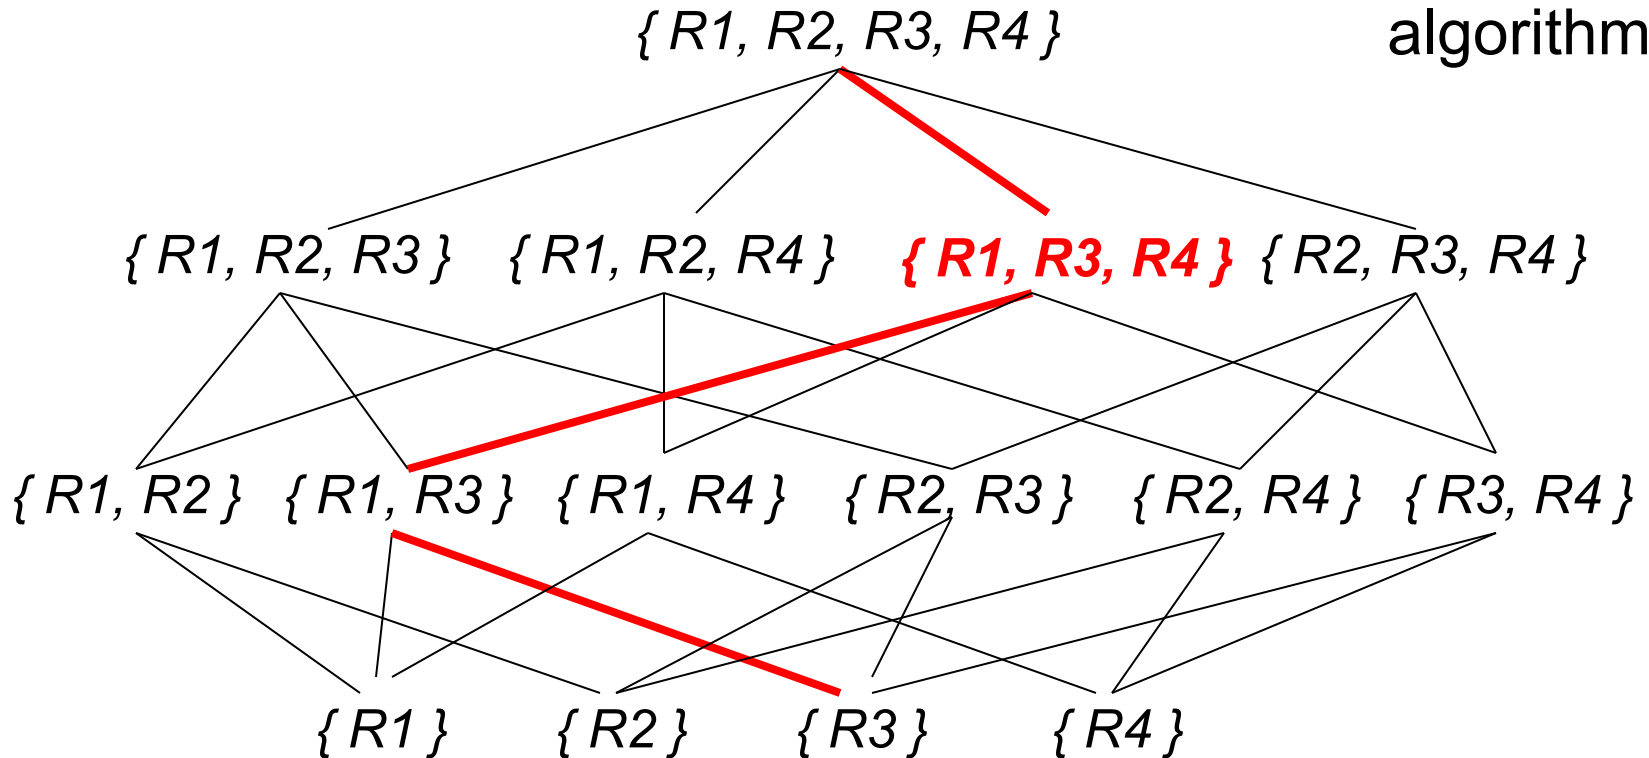 { R1, R2, R3, R4 }
algorithm
{ R1, R2, R3 }
{ R1, R2, R4 }
{ R1, R3, R4 }
{ R2, R3, R4 }
{ R1, R2 }
{ R1, R3 }
{ R1, R4 }
{ R2, R3 }
{ R2, R4 }
{ R3, R4 }
{ R1 }
{ R2 }
{ R3 }
{ R4 }